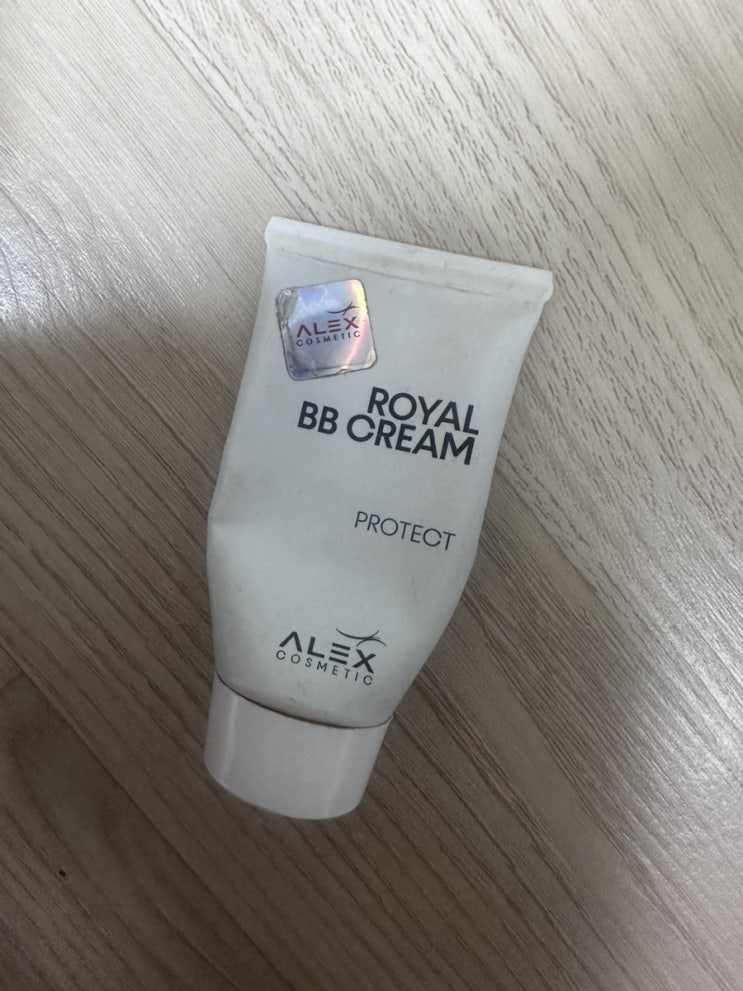 ALEX
COSMETIC
ROYAL
BB CREAM
PROTECT
ALEX
COSMETIC